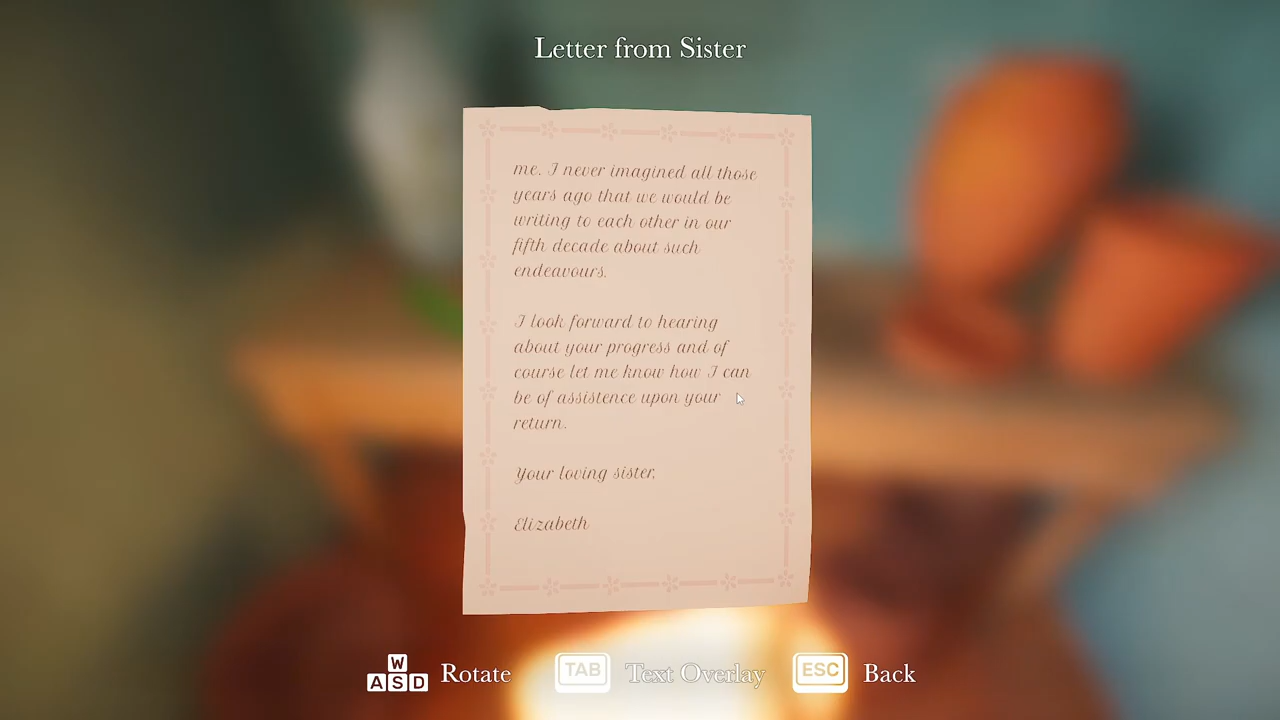 Letter from Sister
me. I never imagined all those
years ago that we would be
writing to each other in our
fifth decade about such
endeavours.
I look forward to hearing
about your progress and of
course let me know how I can
be of assistence upon your
return.
Your loving sister,
Elizabeth
W
A S D Rotate TAB Text Overlay ESC Back